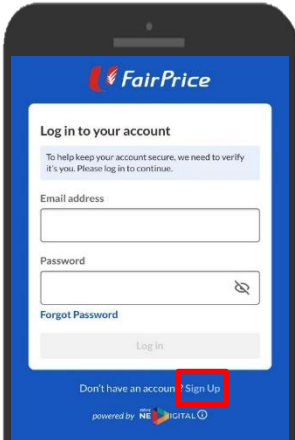 FairPrice
Log in to your account
To help keep your account secure, we need to verify
it's you. Please log in to continue.
Email address
Password
Forgot Password
Log in
Don't have an account? Sign Up
powered by NE DIGITAL